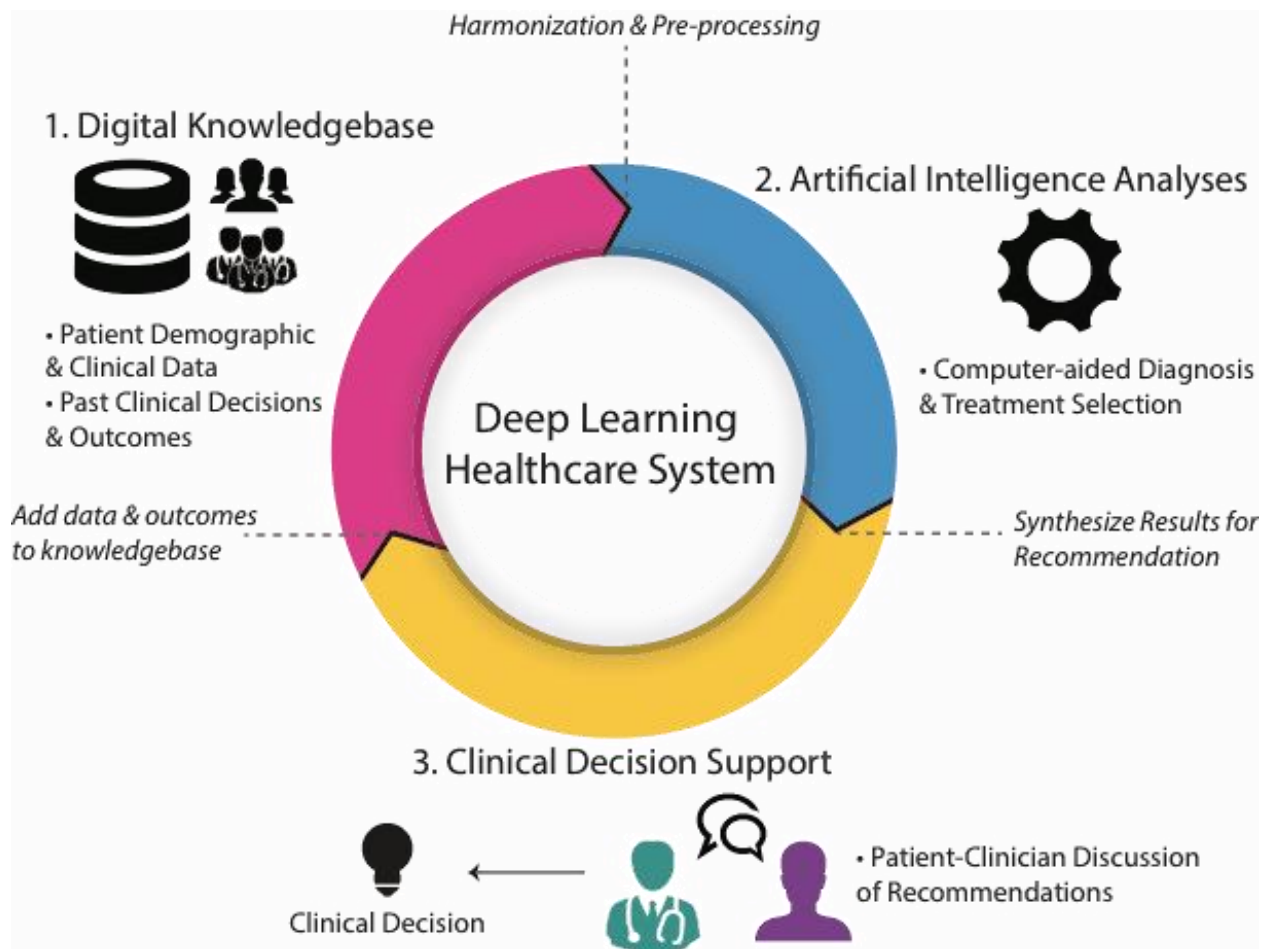 Harmonization & Pre-processing
1. Digital Knowledgebase
• Patient Demographic
& Clinical Data
• Past Clinical Decisions
& Outcomes
2. Artificial Intelligence Analyses
• Computer-aided Diagnosis
& Treatment Selection
Deep Learning
Healthcare System
Add data & outcomes
to knowledgebase
Synthesize Results for
Recommendation
3. Clinical Decision Support
• Patient-Clinician Discussion
of Recommendations
Clinical Decision